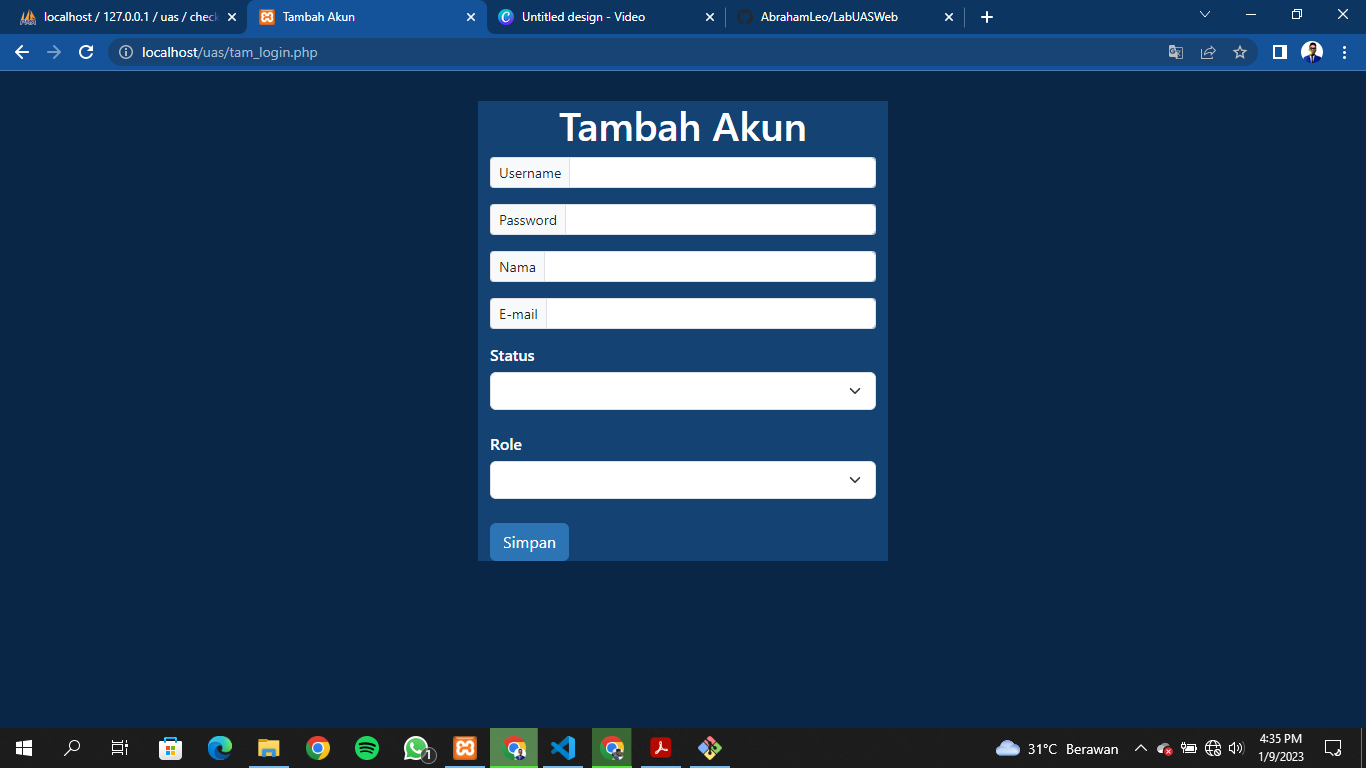 localhost / 127.0.0.1 / uas / check
Tambah Akun
Untitled design - Video
AbrahamLeo/LabUASWeb
localhost/uas/tam_login.php
Tambah Akun
Username
Password
Nama
E-mail
Status
Role
Simpan
1
31°C Berawan
4:35 PM
1/9/2023